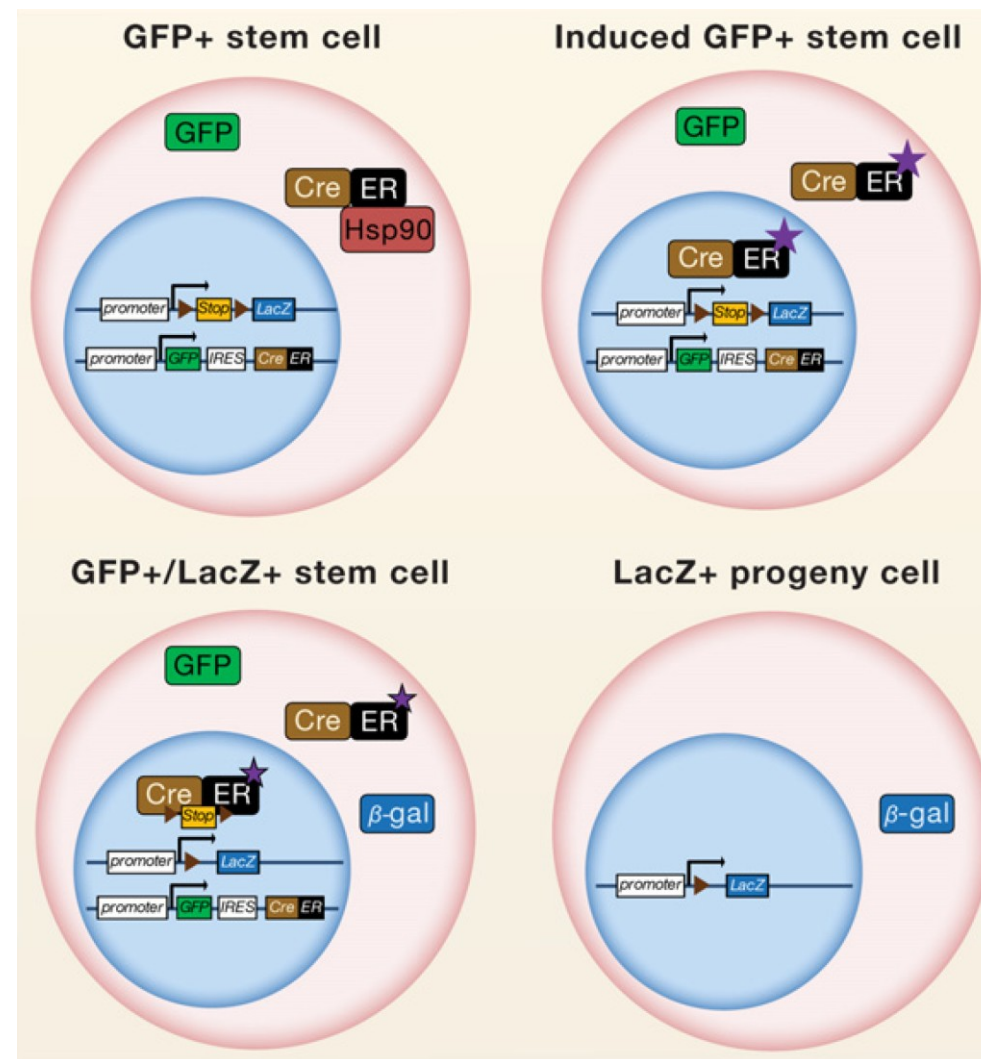 GFP+ stem cell
GFP
Cre ER
Hsp90
promoter Stop LacZ
promoter GFP IRES Cre ER
Induced GFP+ stem cell
GFP
Cre ER
Cre ER
promoter Stop LacZ
promoter GFP IRES Cre ER
GFP+/LacZ+ stem cell
GFP
Cre ER
Cre ER
Stop
β-gal
promoter LacZ
promoter GFP IRES Cre ER
LacZ+ progeny cell
β-gal
promoter LacZ